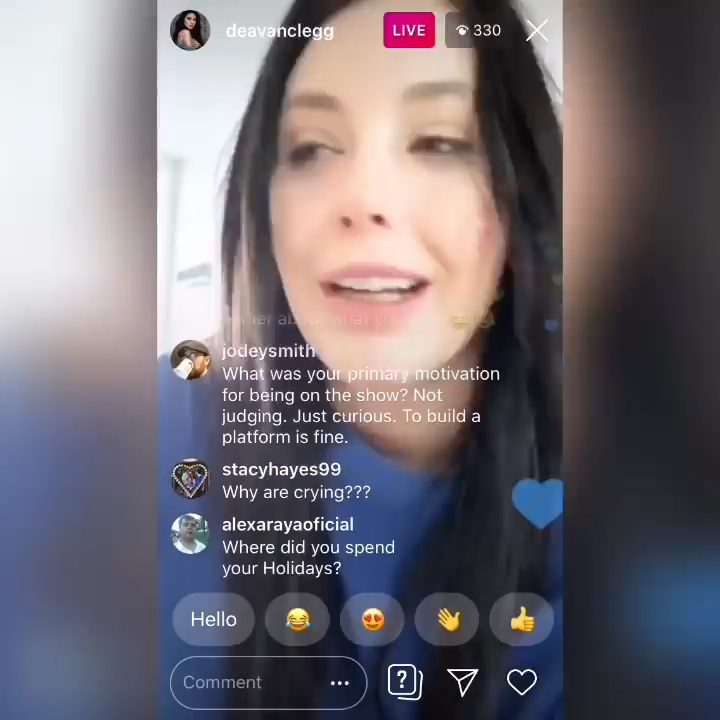 deavanclegg LIVE 330
jodeysmith
What was your primary motivation
for being on the show? Not
judging. Just curious. To build a
platform is fine.
stacyhayes99
Why are crying???
alexarayaoficial
Where did you spend
your Holidays?
Hello
Comment
?